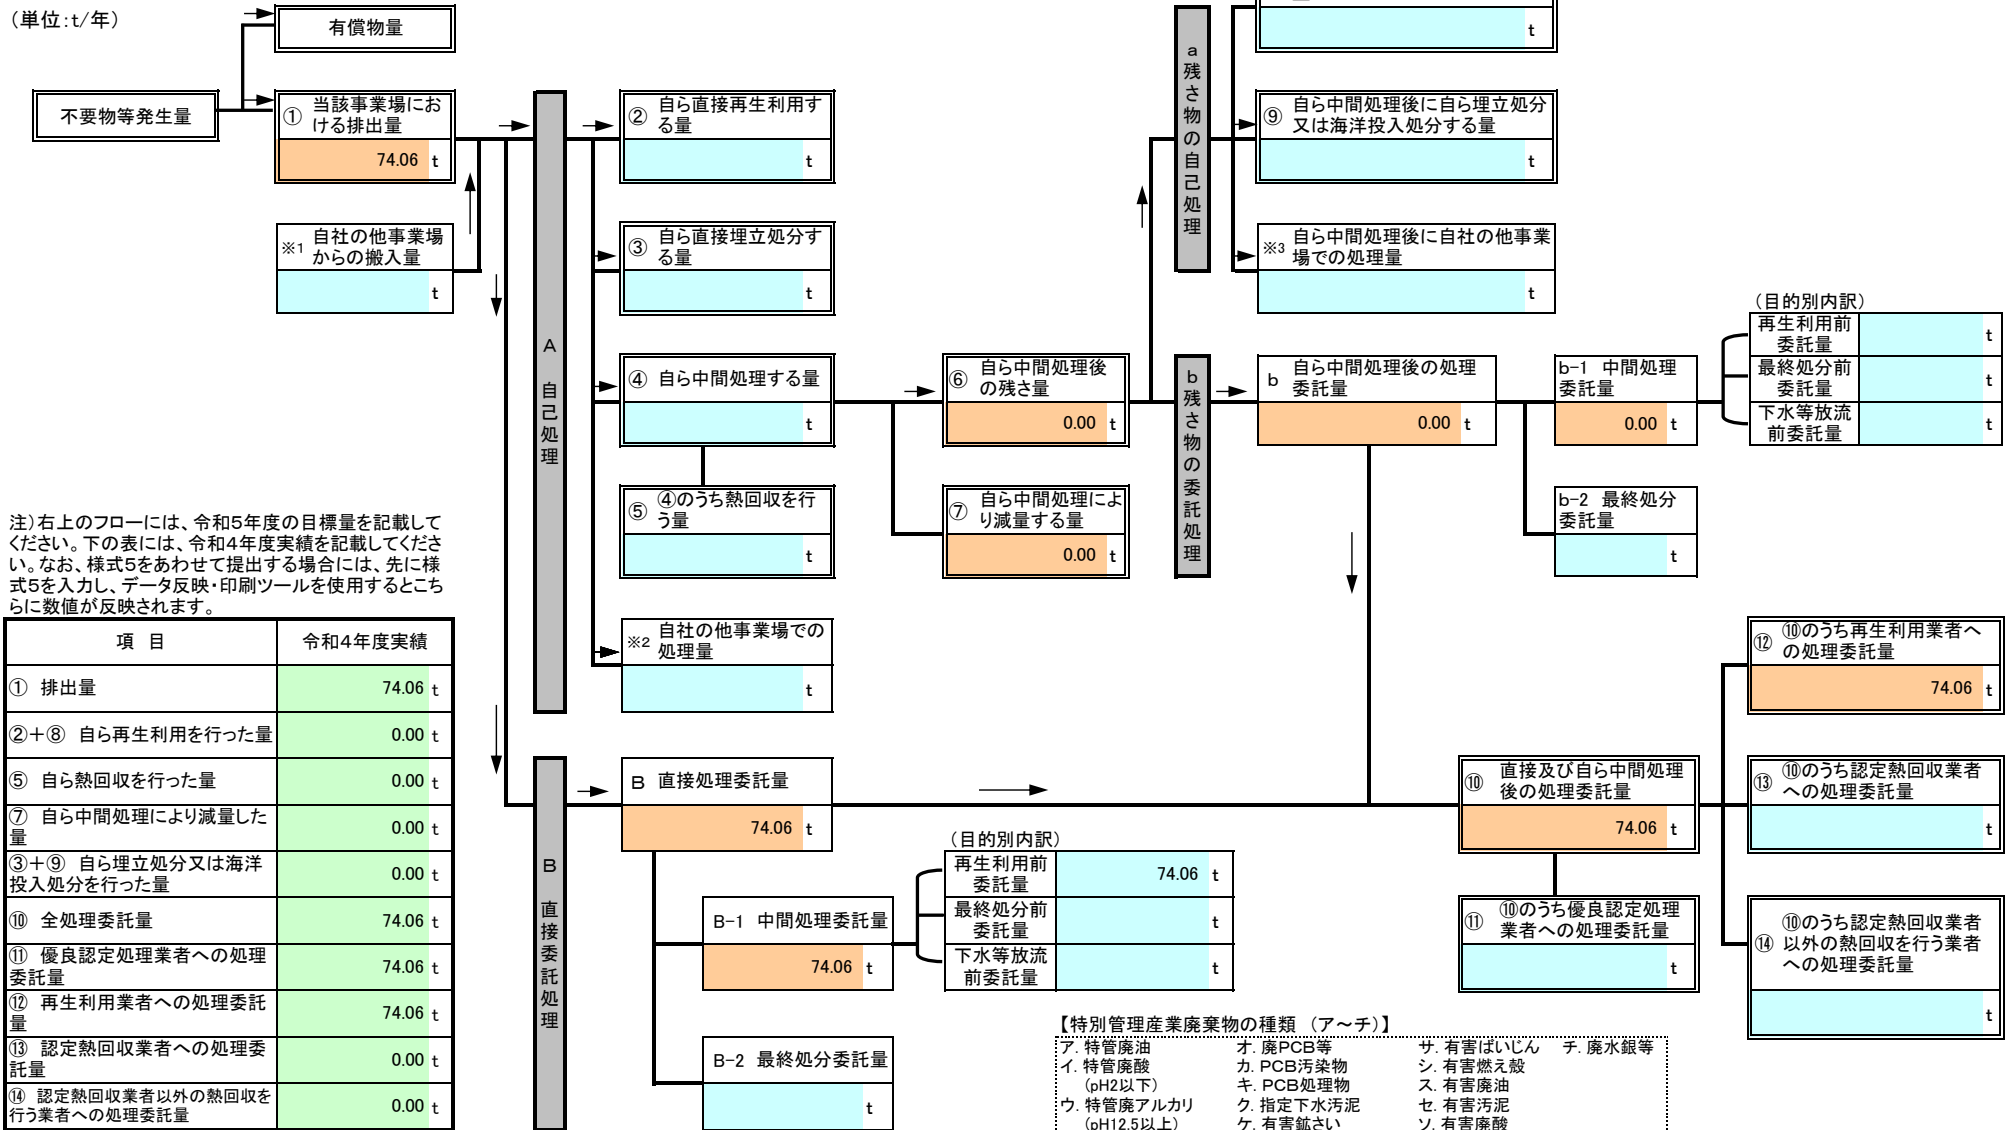 （単位：t/年）
有償物量
t
不要物等発生量
① 当該事業場にお
ける排出量
74.06 t
※1 自社の他事業場
からの搬入量
t
A 自己処理
② 自ら直接再生利用す
る量
t
③ 自ら直接埋立処分す
る量
t
④ 自ら中間処理する量
t
⑤ ④のうち熱回収を行
う量
t
※2 自社の他事業場での
処理量
t
⑥ 自ら中間処理後
の残さ量
0.00 t
⑦ 自ら中間処理によ
り減量する量
0.00 t
a残さ物の自己処理
⑨ 自ら中間処理後に自ら埋立処分
又は海洋投入処分する量
t
※3 自ら中間処理後に自社の他事業
場での処理量
t
b残さ物の委託処理
b 自ら中間処理後の処理
委託量
0.00 t
b-1 中間処理
委託量
0.00 t
b-2 最終処分
委託量
t
（目的別内訳）
再生利用前
委託量
t
最終処分前
委託量
t
下水等放流
前委託量
t
注）右上のフローには、令和5年度の目標量を記載して
ください。下の表には、令和4年度実績を記載してくださ
い。なお、様式5をあわせて提出する場合には、先に様
式5を入力し、データ反映・印刷ツールを使用するとこち
らに数値が反映されます。
項 目 令和4年度実績
① 排出量 74.06 t
②＋⑧ 自ら再生利用を行った量 0.00 t
⑤ 自ら熱回収を行った量 0.00 t
⑦ 自ら中間処理により減量した
量 0.00 t
③＋⑨ 自ら埋立処分又は海洋
投入処分を行った量 0.00 t
⑩ 全処理委託量 74.06 t
⑪ 優良認定処理業者への処理
委託量 74.06 t
⑫ 再生利用業者への処理委託
量 74.06 t
⑬ 認定熱回収業者への処理委
託量 0.00 t
⑭ 認定熱回収業者以外の熱回収を
行う業者への処理委託量 0.00 t
B 直接委託処理
B 直接処理委託量
74.06 t
B-1 中間処理委託量
74.06 t
B-2 最終処分委託量
t
（目的別内訳）
再生利用前
委託量
74.06 t
最終処分前
委託量
t
下水等放流
前委託量
t
⑩ 直接及び自ら中間処理
後の処理委託量
74.06 t
⑪ ⑩のうち優良認定処理
業者への処理委託量
t
⑫ ⑩のうち再生利用業者へ
の処理委託量
74.06 t
⑬ ⑩のうち認定熱回収業者
への処理委託量
t
⑭ ⑩のうち認定熱回収業者
以外の熱回収を行う業者
への処理委託量
t
【特別管理産業廃棄物の種類 （ア～チ）】
ア. 特管廃油 オ. 廃PCB等 サ. 有害ばいじん チ. 廃水銀等
イ. 特管廃酸 カ. PCB汚染物 シ. 有害燃え殻
（pH2以下） キ. PCB処理物 ス. 有害廃油
ウ. 特管廃アルカリ ク. 指定下水汚泥 セ. 有害汚泥
（pH12.5以上） ケ. 有害鉱さい ソ. 有害廃酸